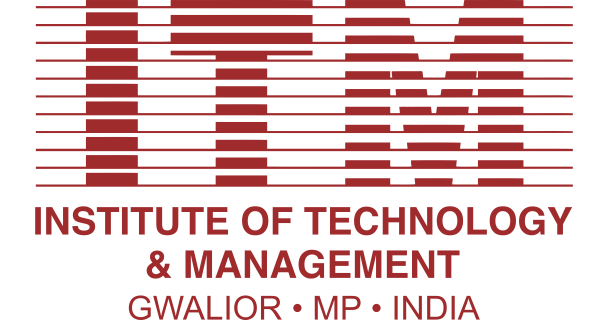 ITM
INSTITUTE OF TECHNOLOGY
& MANAGEMENT
GWALIOR • MP • INDIA